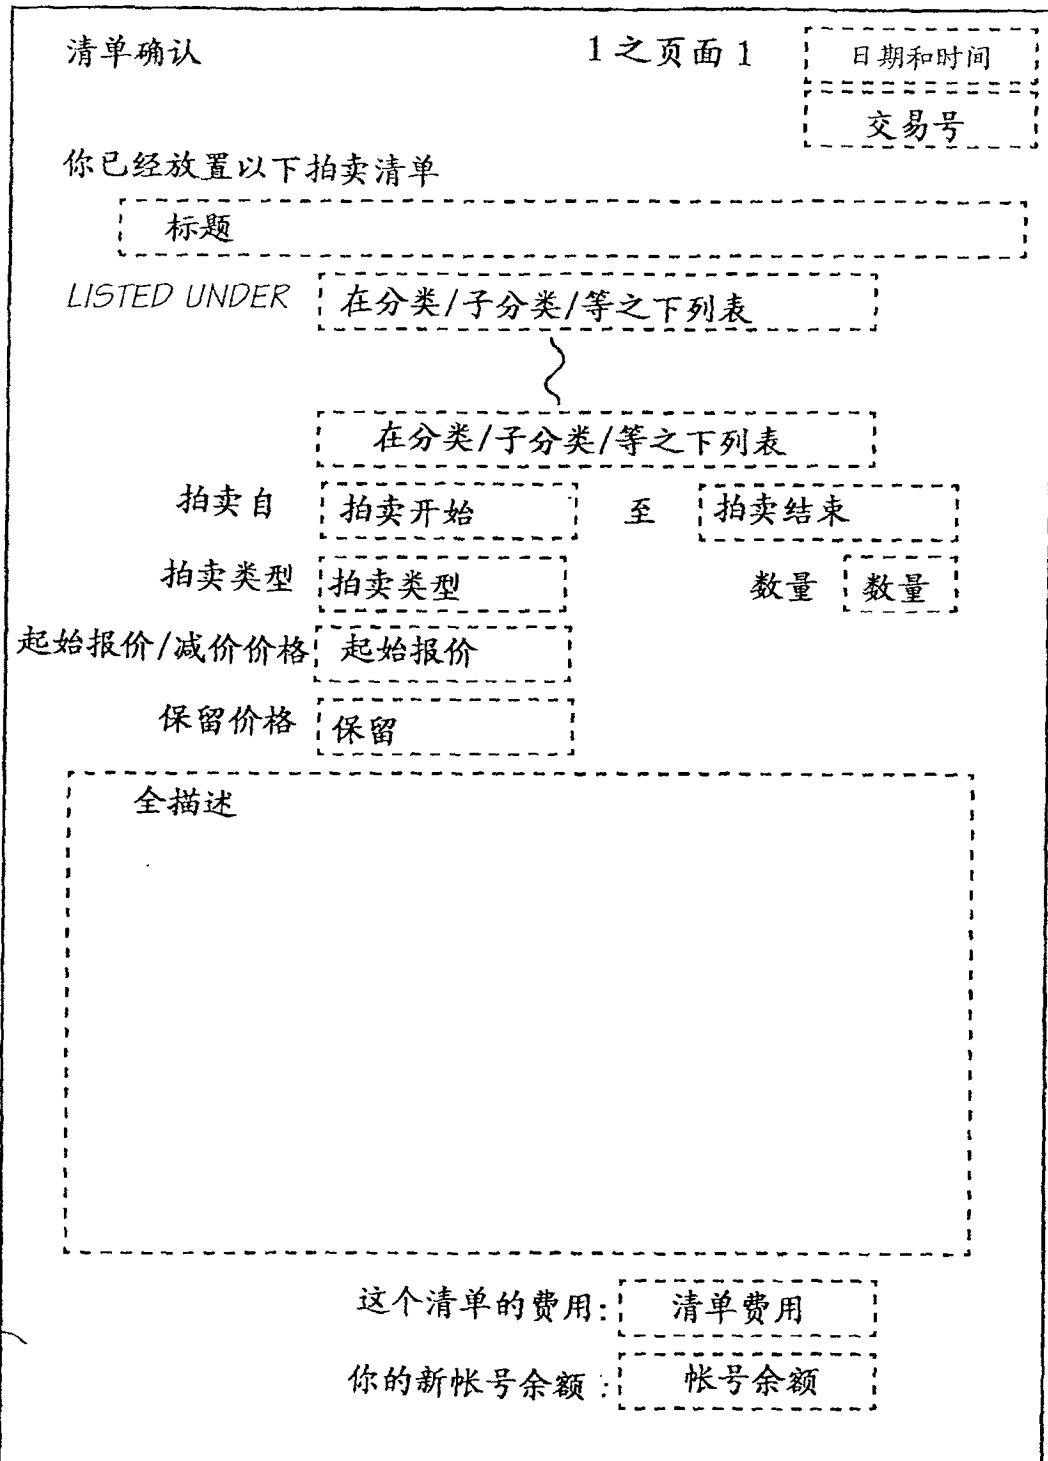 清单确认 1之页面1 日期和时间
交易号
你已经放置以下拍卖清单
标题
LISTED UNDER 在分类/子分类/等之下列表
在分类/子分类/等之下列表
拍卖自 拍卖开始 至 拍卖结束
拍卖类型 拍卖类型 数量 数量
起始报价/减价价格 起始报价
保留价格 保留
全描述
这个清单的费用: 清单费用
你的新帐号余额: 帐号余额